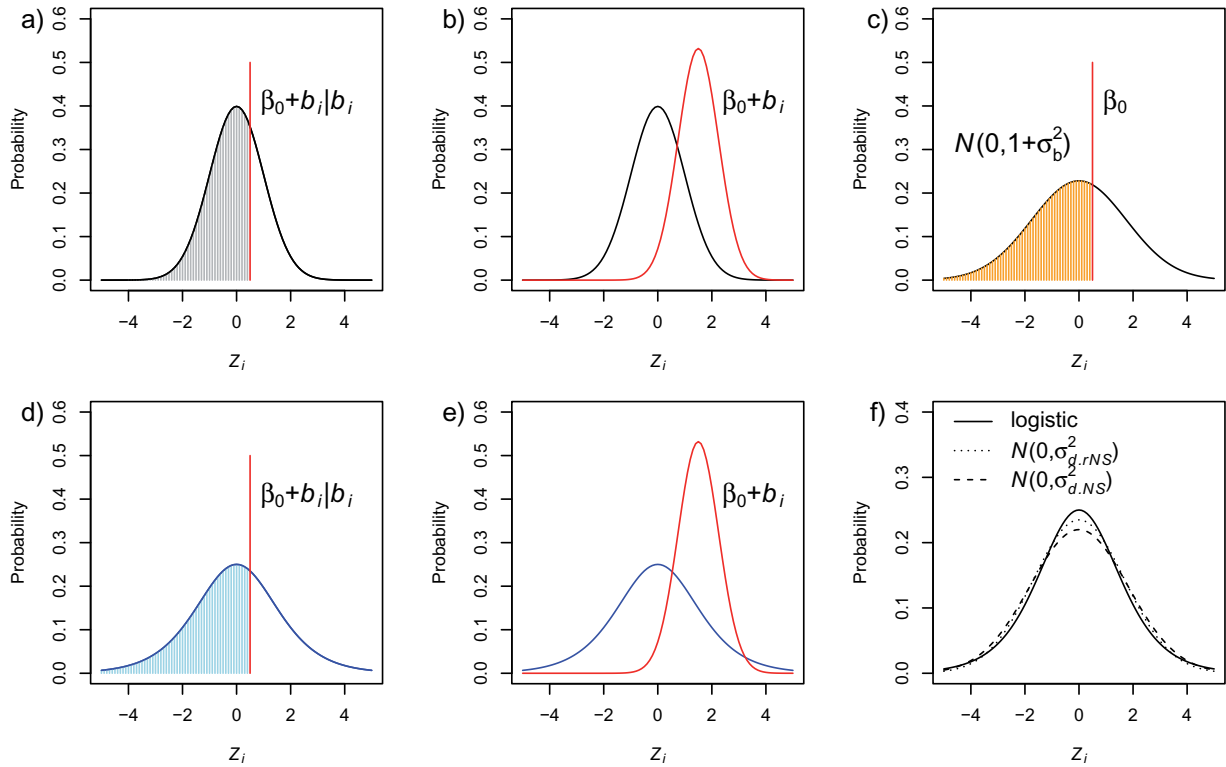 a)
0.6
0.5
0.4
0.3
0.2
0.1
0.0
Probability
β0+bi|bi
−4 −2 0 2 4
Zi
b)
0.6
0.5
0.4
0.3
0.2
0.1
0.0
Probability
β0+bi
−4 −2 0 2 4
Zi
c)
0.6
0.5
0.4
0.3
0.2
0.1
0.0
Probability
β0
N(0,1+σ²b)
−4 −2 0 2 4
Zi
d)
0.6
0.5
0.4
0.3
0.2
0.1
0.0
Probability
β0+bi|bi
−4 −2 0 2 4
Zi
e)
0.6
0.5
0.4
0.3
0.2
0.1
0.0
Probability
β0+bi
−4 −2 0 2 4
Zi
f)
0.4
0.3
0.2
0.1
0.0
Probability
logistic
N(0,σ²d.rNS)
N(0,σ²d.NS)
−4 −2 0 2 4
Zi